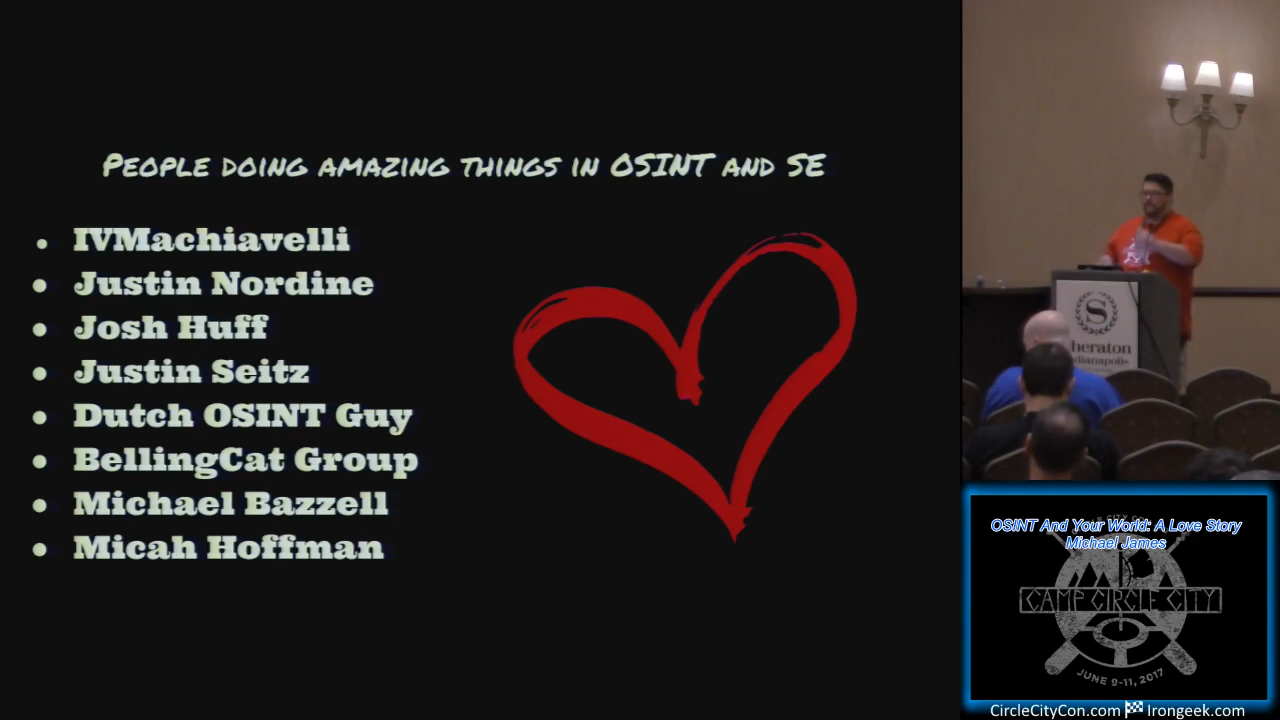 People doing amazing things in OSINT and SE
IVMachiavelli
Justin Nordine
Josh Huff
Justin Seitz
Dutch OSINT Guy
BellingCat Group
Michael Bazzell
Micah Hoffman
S
heraton
dianapolis
OSINT And Your World: A Love Story
Michael James
CAMP CIRCLE CITY
JUNE 9-11, 2017
CircleCityCon.com Irongeek.com